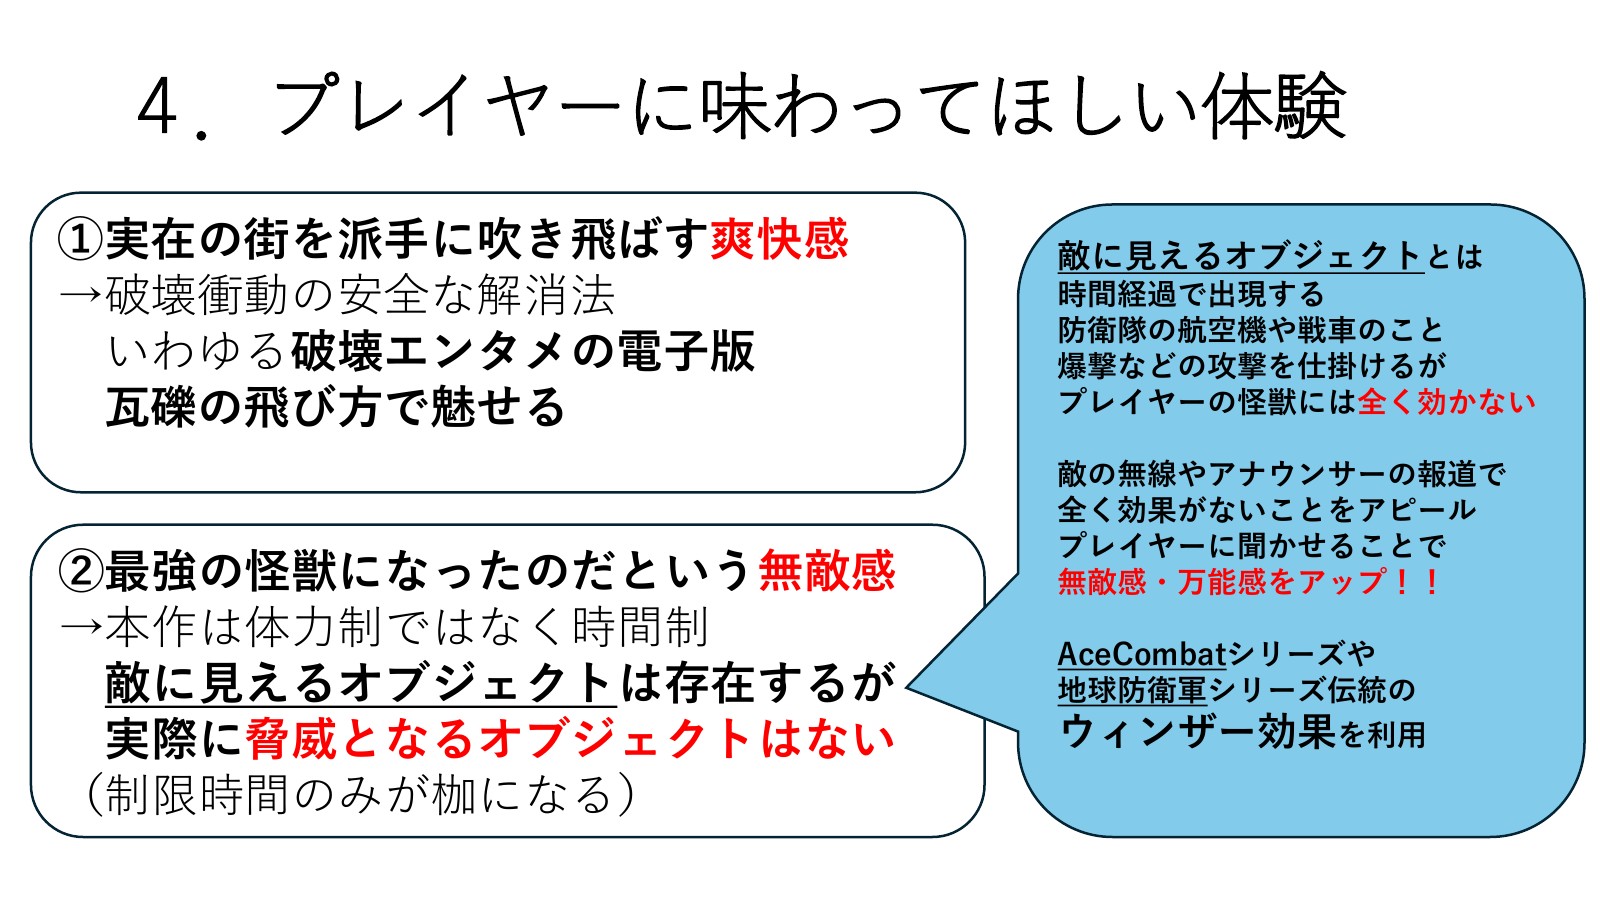 ４．プレイヤーに味わってほしい体験
①実在の街を派手に吹き飛ばす爽快感
→破壊衝動の安全な解消法
いわゆる破壊エンタメの電子版
瓦礫の飛び方で魅せる
②最強の怪獣になったのだという無敵感
→本作は体力制ではなく時間制
敵に見えるオブジェクトは存在するが
実際に脅威となるオブジェクトはない
（制限時間のみが枷になる）
敵に見えるオブジェクトとは
時間経過で出現する
防衛隊の航空機や戦車のこと
爆撃などの攻撃を仕掛けるが
プレイヤーの怪獣には全く効かない
敵の無線やアナウンサーの報道で
全く効果がないことをアピール
プレイヤーに聞かせることで
無敵感・万能感をアップ！！
AceCombatシリーズや
地球防衛軍シリーズ伝統の
ウィンザー効果を利用